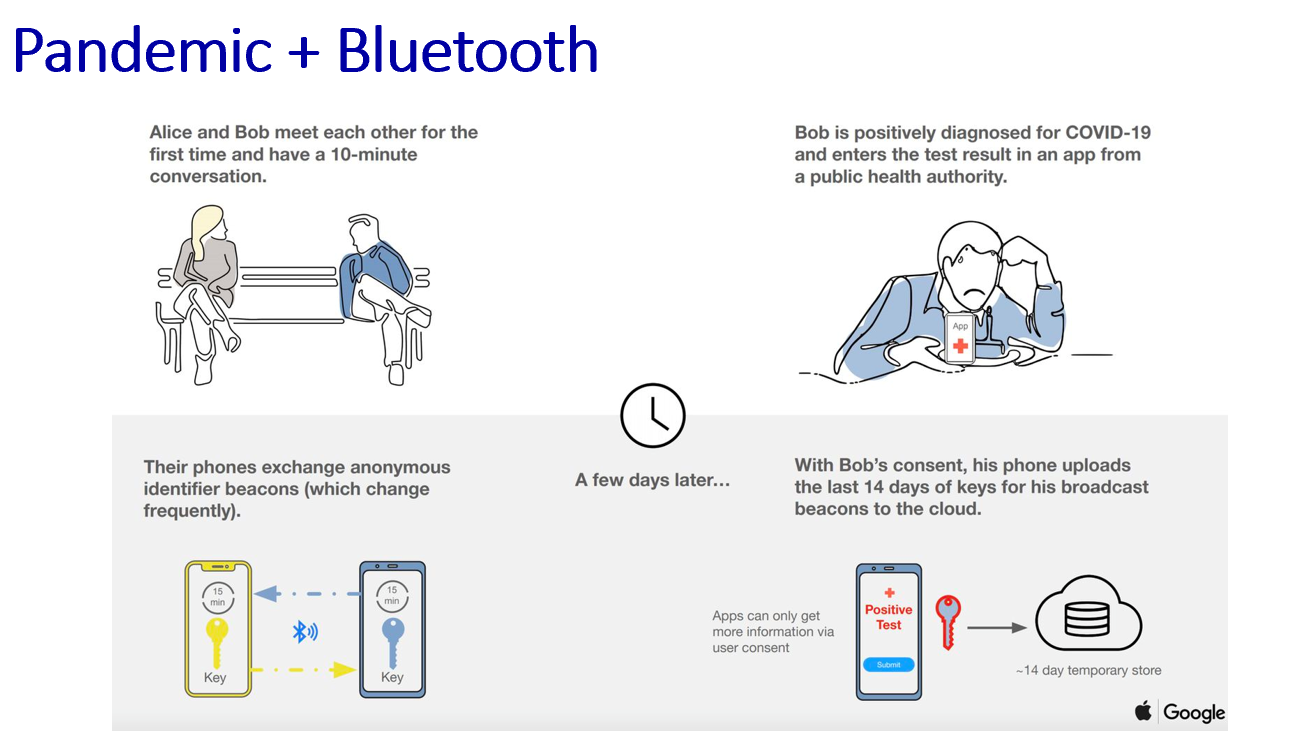 Pandemic + Bluetooth
Alice and Bob meet each other for the
first time and have a 10-minute
conversation.
Bob is positively diagnosed for COVID-19
and enters the test result in an app from
a public health authority.
App
Their phones exchange anonymous
identifier beacons (which change
frequently).
A few days later…
With Bob’s consent, his phone uploads
the last 14 days of keys for his broadcast
beacons to the cloud.
15
min
Key
15
min
Key
Apps can only get
more information via
user consent
Positive
Test
Submit
~14 day temporary store
Google